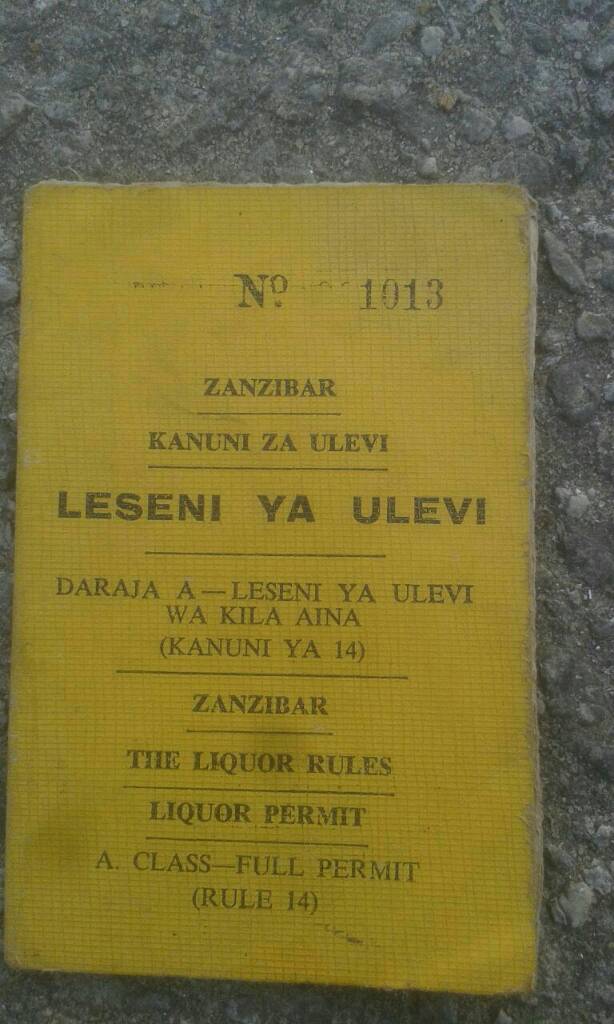 Nº 1013
ZANZIBAR
KANUNI ZA ULEVI
LESENI YA ULEVI
DARAJA A—LESENI YA ULEVI
WA KILA AINA
(KANUNI YA 14)
ZANZIBAR
THE LIQUOR RULES
LIQUOR PERMIT
A. CLASS—FULL PERMIT
(RULE 14)